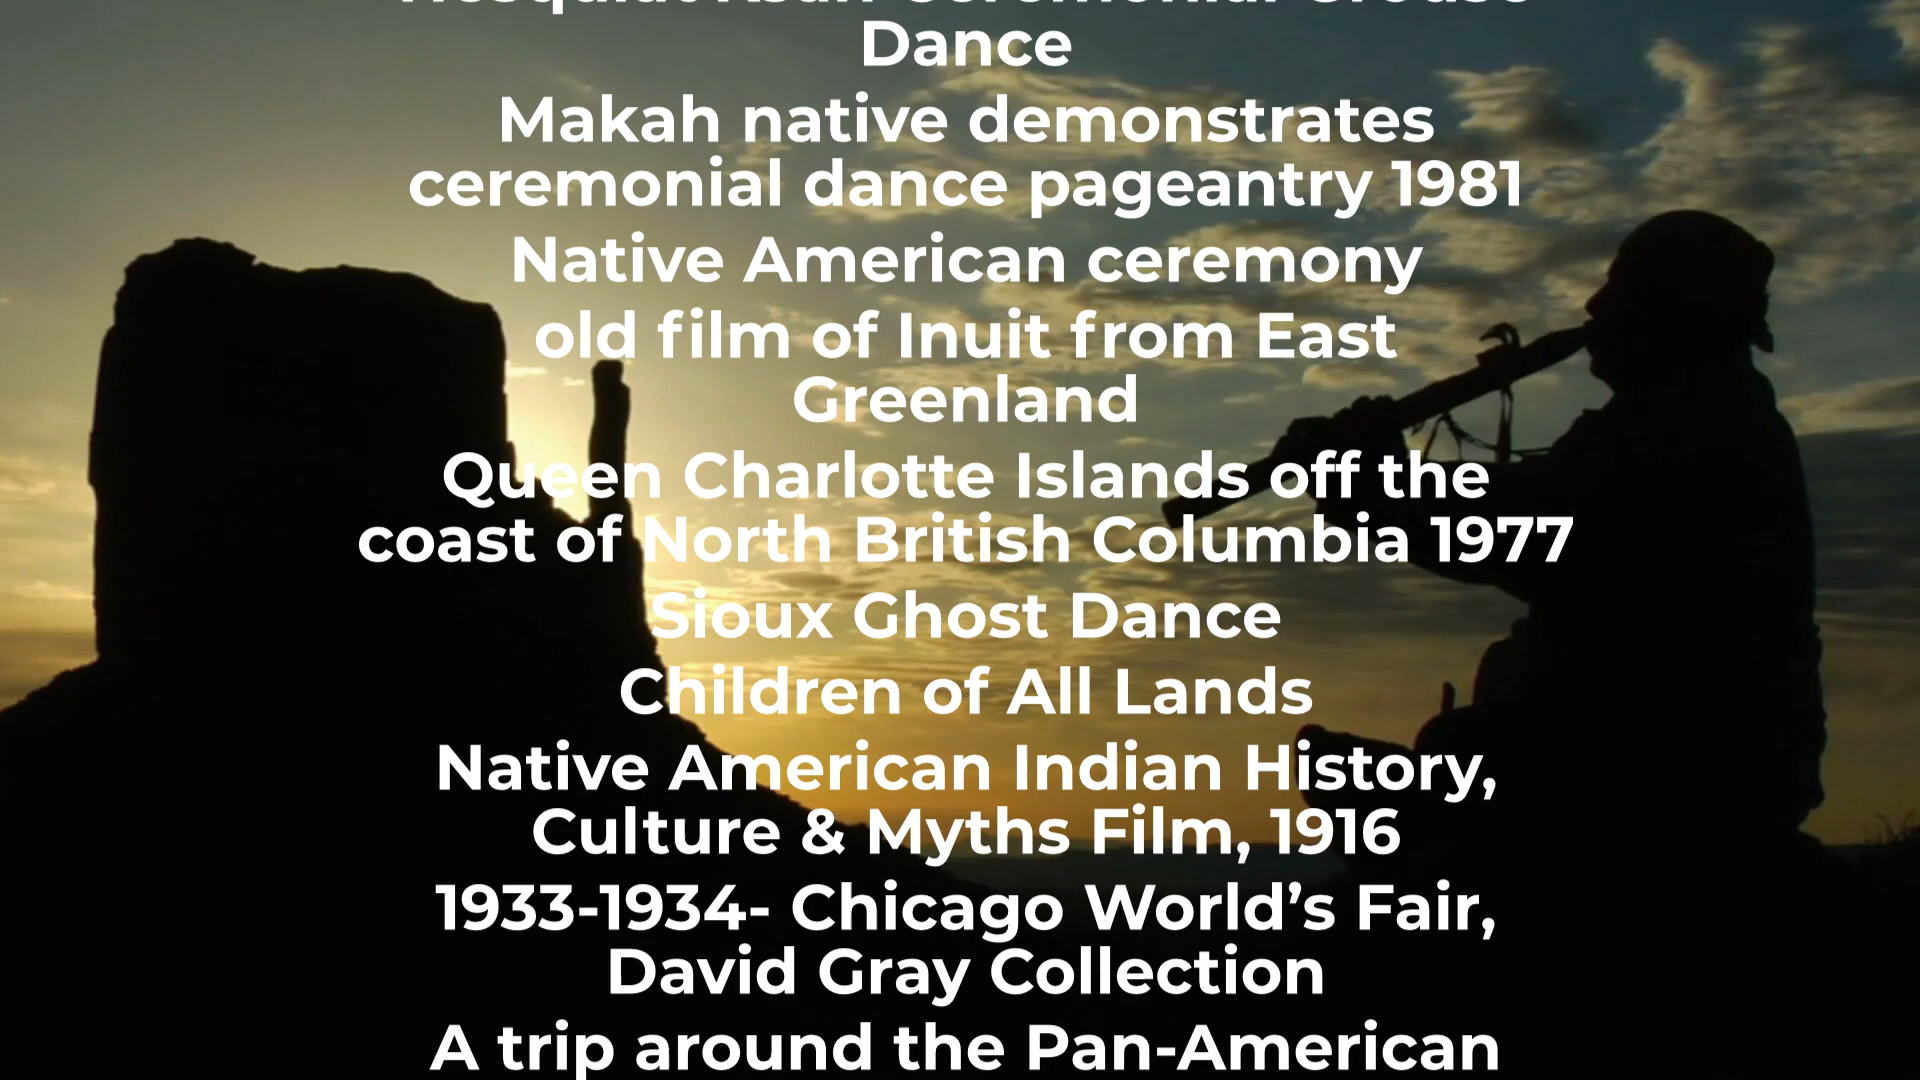 Dance
Makah native demonstrates
ceremonial dance pageantry 1981
Native American ceremony
old film of Inuit from East
Greenland
Queen Charlotte Islands off the
coast of North British Columbia 1977
Sioux Ghost Dance
Children of All Lands
Native American Indian History,
Culture & Myths Film, 1916
1933-1934- Chicago World’s Fair,
David Gray Collection
A trip around the Pan-American